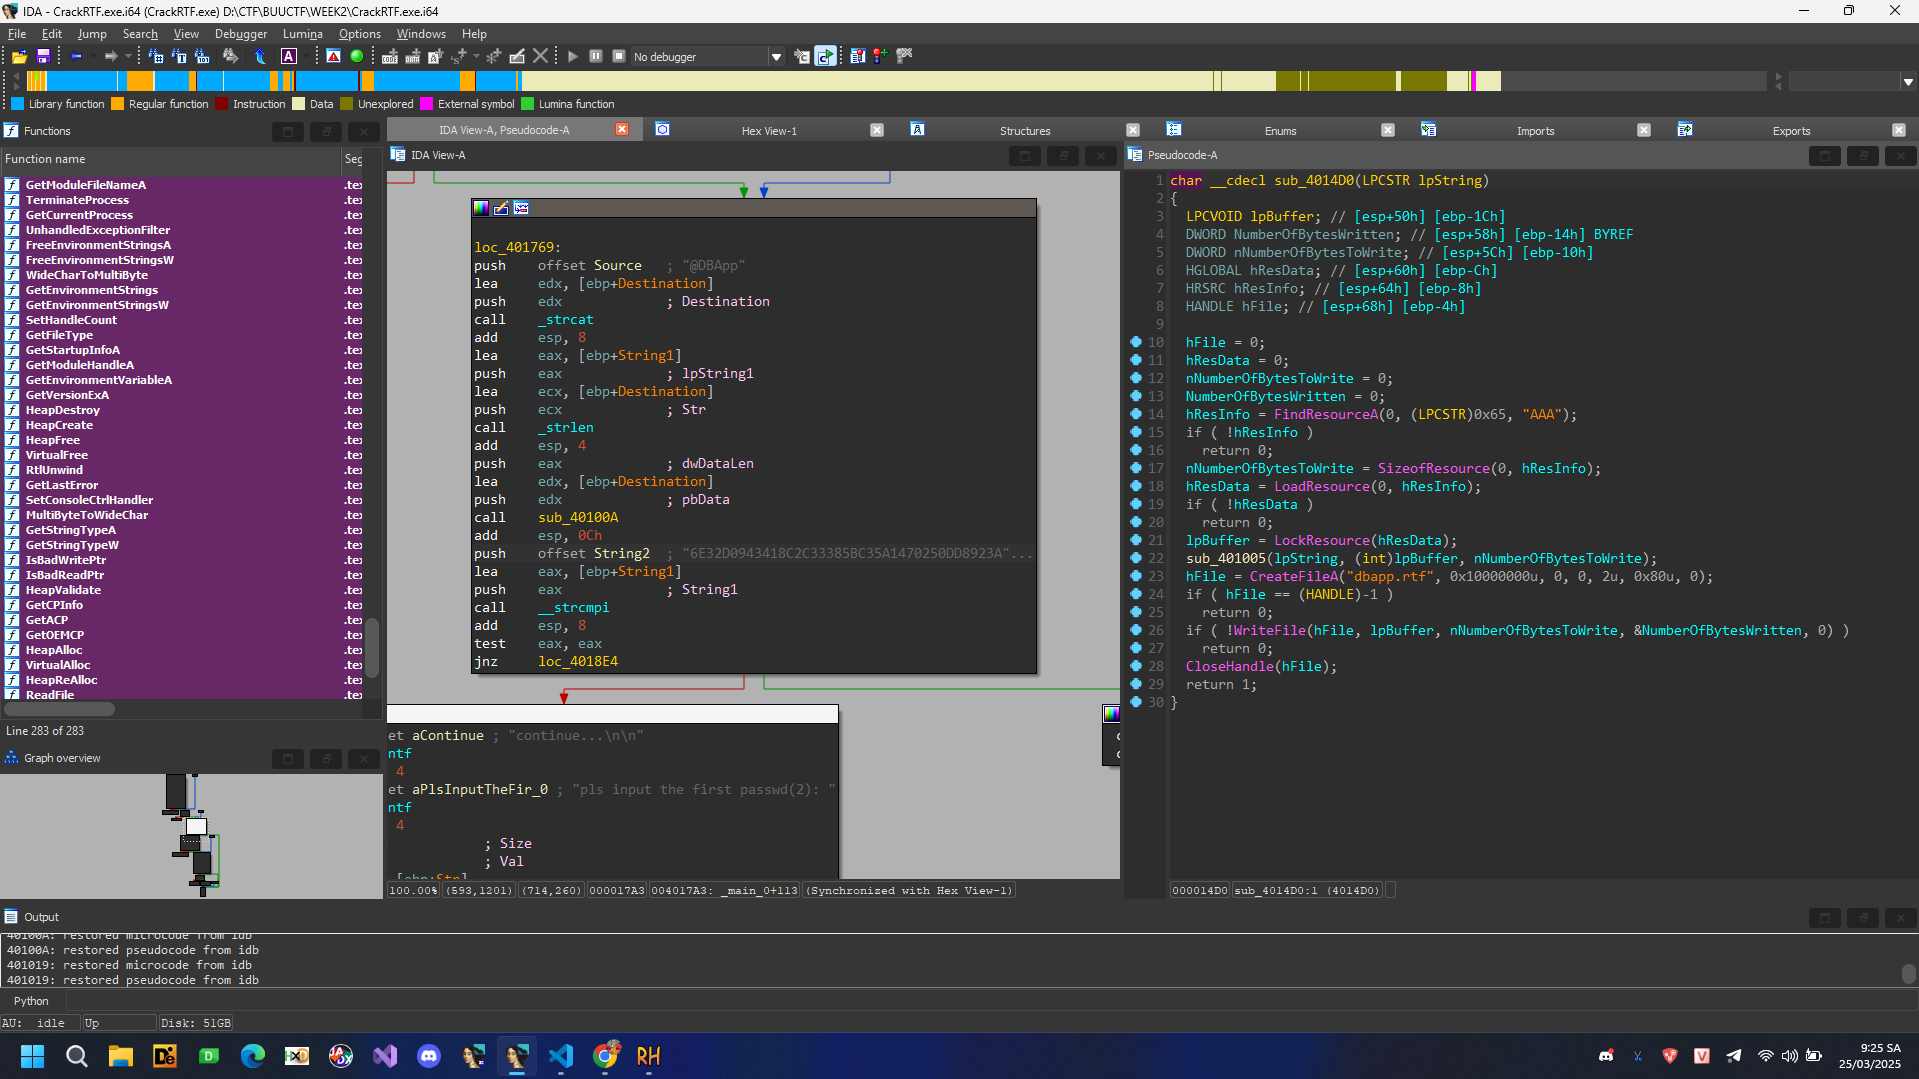 IDA - CrackRTF.exe.i64 (CrackRTF.exe) D:\CTF\BUUCTF\WEEK2\CrackRTF.exe.i64
File Edit Jump Search View Debugger Lumina Options Windows Help
No debugger
Library function Regular function Instruction Data Unexplored External symbol Lumina function
Functions
Function name Seg
GetModuleFileNameA .te
TerminateProcess .te
GetCurrentProcess .te
UnhandledExceptionFilter .te
FreeEnvironmentStringsA .te
FreeEnvironmentStringsW .te
WideCharToMultiByte .te
GetEnvironmentStrings .te
GetEnvironmentStringsW .te
SetHandleCount .te
GetFileType .te
GetStartupInfoA .te
GetModuleHandleA .te
GetEnvironmentVariableA .te
GetVersionExA .te
HeapDestroy .te
HeapCreate .te
HeapFree .te
VirtualFree .te
RtlUnwind .te
GetLastError .te
SetConsoleCtrlHandler .te
MultiByteToWideChar .te
GetStringTypeA .te
GetStringTypeW .te
IsBadWritePtr .te
IsBadReadPtr .te
HeapValidate .te
GetCPInfo .te
GetACP .te
GetOEMCP .te
HeapAlloc .te
VirtualAlloc .te
HeapReAlloc .te
ReadFile .te
Line 283 of 283
Graph overview
IDA View-A, Pseudocode-A Hex View-1 Structures Enums Imports Exports
IDA View-A
loc_401769:
push offset Source ; "@DBApp"
lea edx, [ebp+Destination]
push edx ; Destination
call _strcat
add esp, 8
lea eax, [ebp+String1]
push eax ; lpString1
lea ecx, [ebp+Destination]
push ecx ; Str
call _strlen
add esp, 4
push eax ; dwDataLen
lea edx, [ebp+Destination]
push edx ; pbData
call sub_40100A
add esp, 0Ch
push offset String2 ; "6E32D0943418C2C33385BC35A1470250DD8923A"...
lea eax, [ebp+String1]
push eax ; String1
call __strcmpi
add esp, 8
test eax, eax
jnz loc_4018E4
et aContinue ; "continue...\n\n"
ntf
4
et aPlsInputTheFir_0 ; "pls input the first passwd(2): "
ntf
4
; Size
; Val
[ebp+Str]
100.00% (593,1201) (714,260) 000017A3 004017A3: _main_0+113 (Synchronized with Hex View-1)
Pseudocode-A
1 char __cdecl sub_4014D0(LPCSTR lpString)
2 {
3 LPCVOID lpBuffer; // [esp+50h] [ebp-1Ch]
4 DWORD NumberOfBytesWritten; // [esp+58h] [ebp-14h] BYREF
5 DWORD nNumberOfBytesToWrite; // [esp+5Ch] [ebp-10h]
6 HGLOBAL hResData; // [esp+60h] [ebp-Ch]
7 HRSRC hResInfo; // [esp+64h] [ebp-8h]
8 HANDLE hFile; // [esp+68h] [ebp-4h]
9
10 hFile = 0;
11 hResData = 0;
12 nNumberOfBytesToWrite = 0;
13 NumberOfBytesWritten = 0;
14 hResInfo = FindResourceA(0, (LPCSTR)0x65, "AAA");
15 if ( !hResInfo )
16 return 0;
17 nNumberOfBytesToWrite = SizeofResource(0, hResInfo);
18 hResData = LoadResource(0, hResInfo);
19 if ( !hResData )
20 return 0;
21 lpBuffer = LockResource(hResData);
22 sub_401005(lpString, (int)lpBuffer, nNumberOfBytesToWrite);
23 hFile = CreateFileA("dbapp.rtf", 0x10000000u, 0, 0, 2u, 0x80u, 0);
24 if ( hFile == (HANDLE)-1 )
25 return 0;
26 if ( !WriteFile(hFile, lpBuffer, nNumberOfBytesToWrite, &NumberOfBytesWritten, 0) )
27 return 0;
28 CloseHandle(hFile);
29 return 1;
30 }
000014D0 sub_4014D0:1 (4014D0)
Output
40100A: restored microcode from idb
40100A: restored pseudocode from idb
401019: restored microcode from idb
401019: restored pseudocode from idb
Python
AU: idle Up Disk: 51GB
9:25 SA
25/03/2025